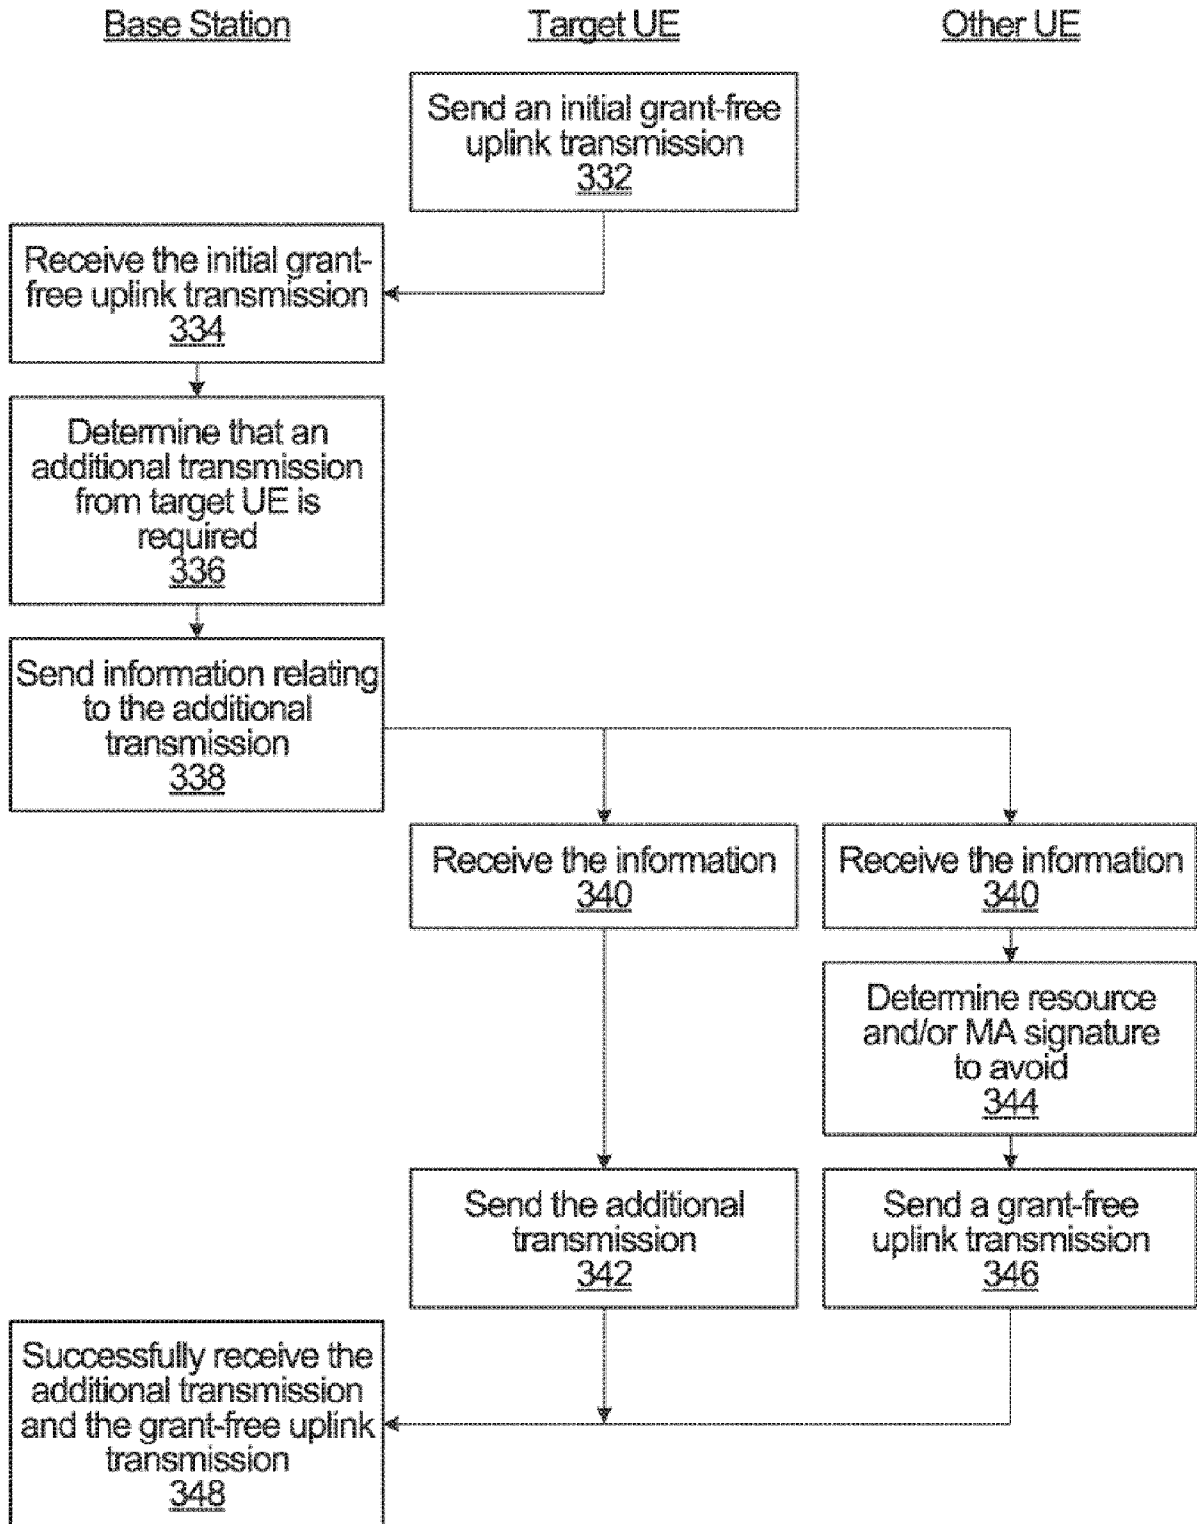 Base Station
Target UE
Other UE
Send an initial grant-free
uplink transmission
332
Receive the initial grant-
free uplink transmission
334
Determine that an
additional transmission
from target UE is
required
336
Send information relating
to the additional
transmission
338
Receive the information
340
Receive the information
340
Determine resource
and/or MA signature
to avoid
344
Send the additional
transmission
342
Send a grant-free
uplink transmission
346
Successfully receive the
additional transmission
and the grant-free uplink
transmission
348